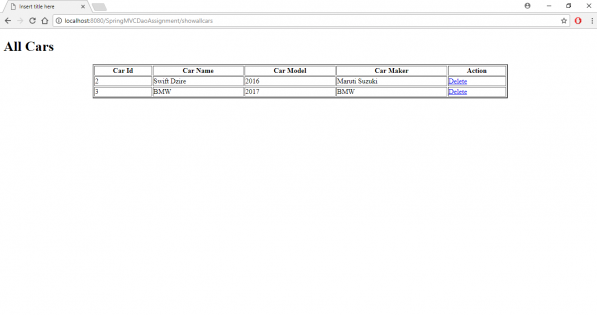 Insert title here
localhost:8080/SpringMVCDaoAssignment/showallcars
All Cars
Car Id Car Name Car Model Car Maker Action
2 Swift Dzire 2016 Maruti Suzuki Delete
3 BMW 2017 BMW Delete